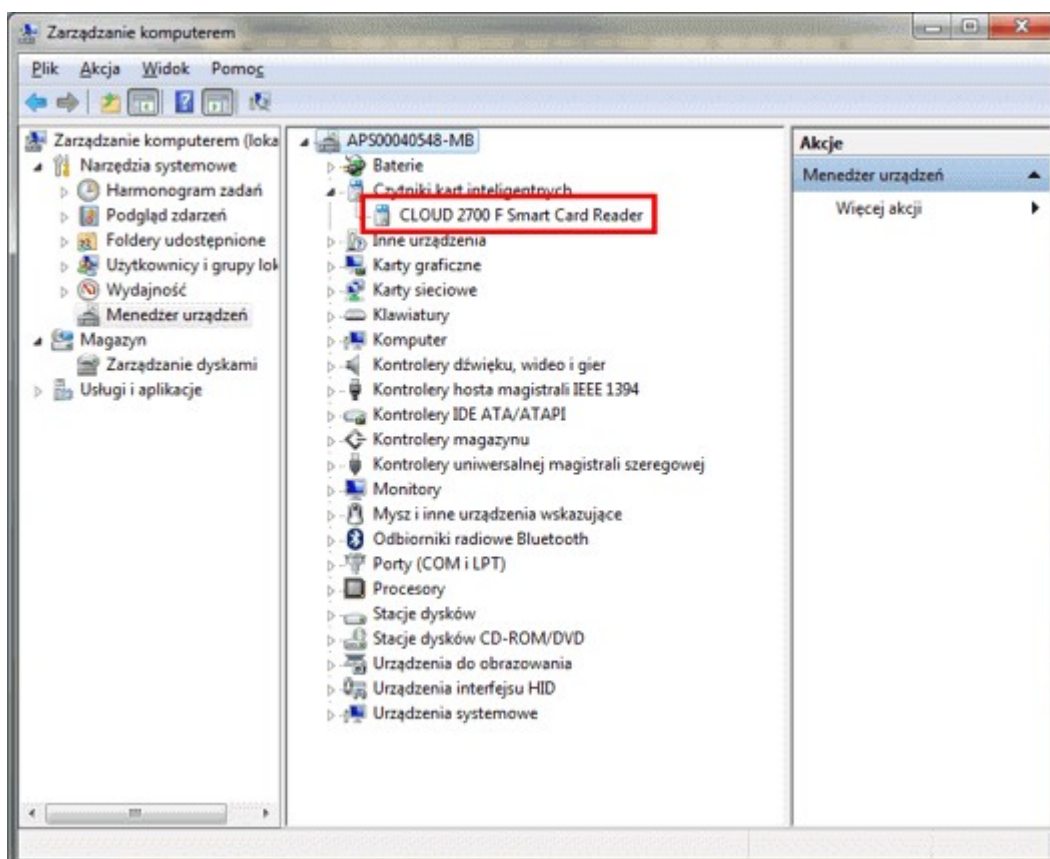 Zarządzanie komputerem
Plik Akcja Widok Pomoc
Zarządzanie komputerem (loka
Narzędzia systemowe
Harmonogram zadań
Podgląd zdarzeń
Foldery udostępnione
Użytkownicy i grupy lok
Wydajność
Menedżer urządzeń
Magazyn
Zarządzanie dyskami
Usługi i aplikacje
APS00040548-MB
Baterie
Czytniki kart inteligentnych
CLOUD 2700 F Smart Card Reader
Inne urządzenia
Karty graficzne
Karty sieciowe
Klawiatury
Komputer
Kontrolery dźwięku, wideo i gier
Kontrolery hosta magistrali IEEE 1394
Kontrolery IDE ATA/ATAPI
Kontrolery magazynu
Kontrolery uniwersalnej magistrali szeregowej
Monitory
Mysz i inne urządzenia wskazujące
Odbiorniki radiowe Bluetooth
Porty (COM i LPT)
Procesory
Stacje dysków
Stacje dysków CD-ROM/DVD
Urządzenia do obrazowania
Urządzenia interfejsu HID
Urządzenia systemowe
Akcje
Menedżer urządzeń
Więcej akcji